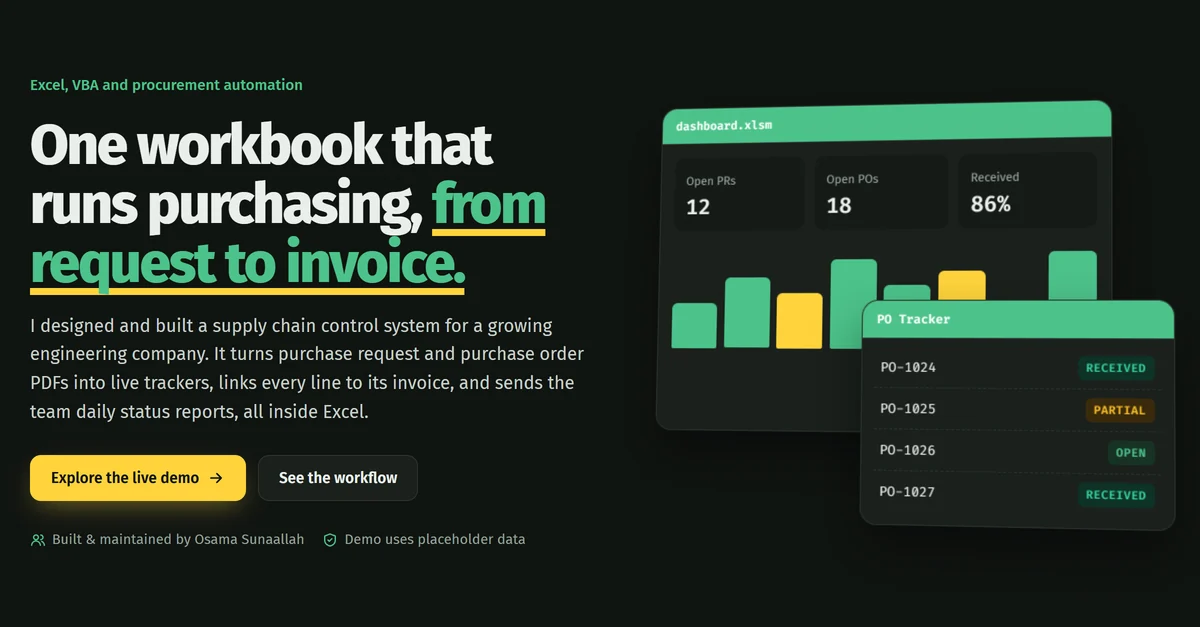 Excel, VBA and procurement automation
One workbook that
runs purchasing, from
request to invoice.
I designed and built a supply chain control system for a growing
engineering company. It turns purchase request and purchase order
PDFs into live trackers, links every line to its invoice, and sends the
team daily status reports, all inside Excel.
Explore the live demo →
See the workflow
Built & maintained by Osama Sunaallah
Demo uses placeholder data
dashboard.xlsm
Open PRs
12
Open POs
18
Received
86%
PO Tracker
PO-1024 RECEIVED
PO-1025 PARTIAL
PO-1026 OPEN
PO-1027 RECEIVED